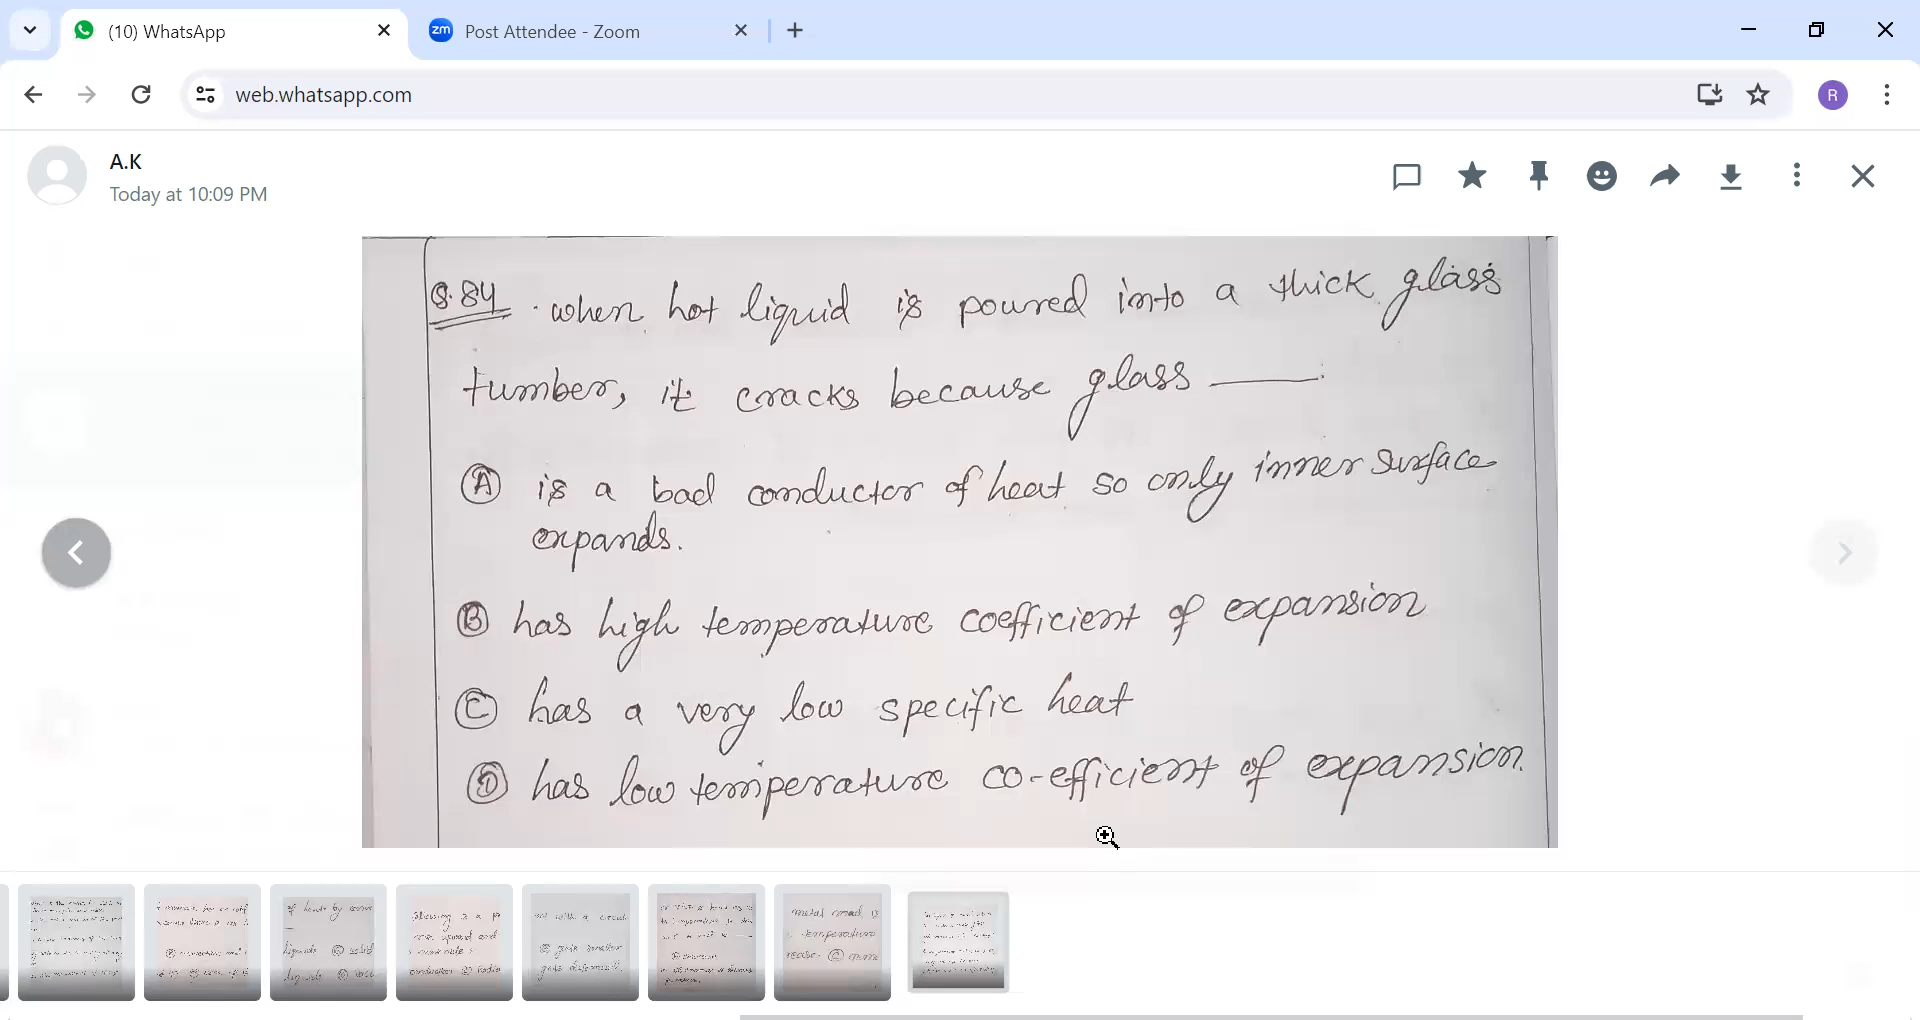 (10) WhatsApp
zm Post Attendee - Zoom
web.whatsapp.com
R
A.K
Today at 10:09 PM
Q.84 . when hot liquid is poured into a thick glass
tumber, it cracks because glass ———.
(A) is a bad conductor of heat so only inner surface
expands.
(B) has high temperature coefficient of expansion
(C) has a very low specific heat
(D) has low temperature co-efficient of expansion.